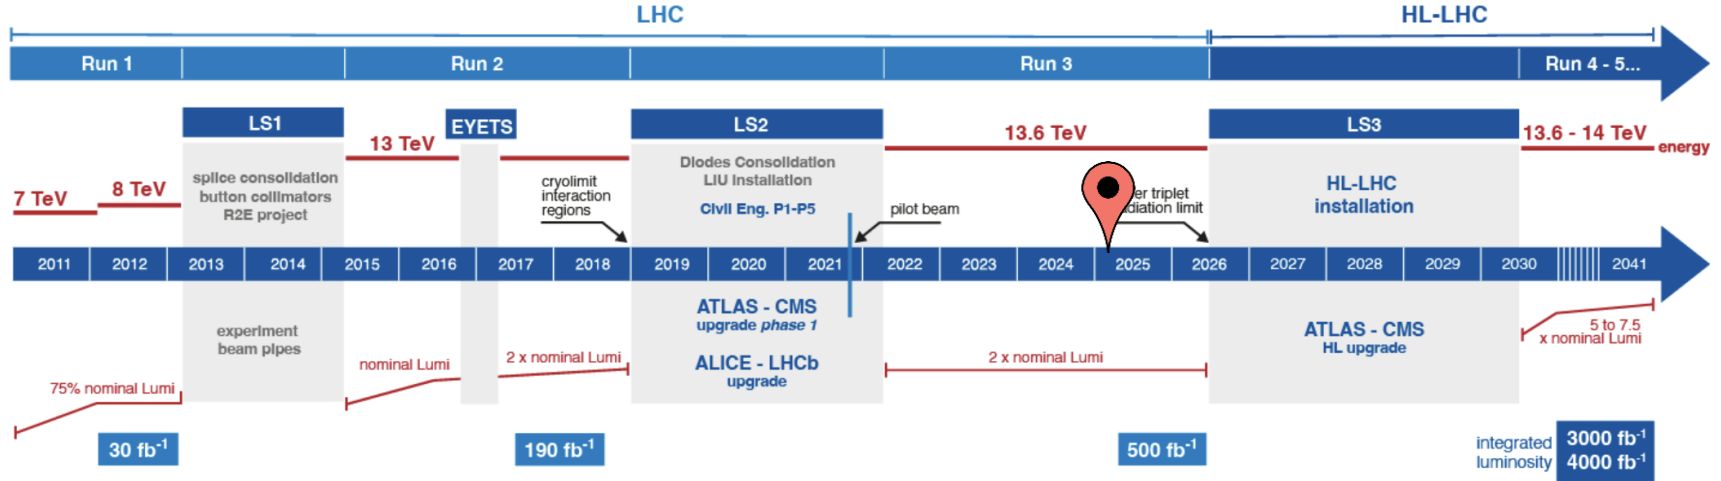 LHC
HL-LHC
Run 1
Run 2
Run 3
Run 4 - 5...
LS1
EYETS
LS2
LS3
13 TeV
13.6 TeV
13.6 - 14 TeV
energy
7 TeV
8 TeV
splice consolidation
button collimators
R2E project
cryolimit
interaction
regions
Diodes Consolidation
LIU Installation
Civil Eng. P1-P5
pilot beam
triplet
limit
HL-LHC
installation
2011
2012
2013
2014
2015
2016
2017
2018
2019
2020
2021
2022
2023
2024
2025
2026
2027
2028
2029
2030
2041
experiment
beam pipes
ATLAS - CMS
upgrade phase 1
ALICE - LHCb
upgrade
ATLAS - CMS
HL upgrade
5 to 7.5
x nominal Lumi
75% nominal Lumi
nominal Lumi
2 x nominal Lumi
2 x nominal Lumi
30 fb⁻¹
190 fb⁻¹
500 fb⁻¹
integrated
luminosity
3000 fb⁻¹
4000 fb⁻¹